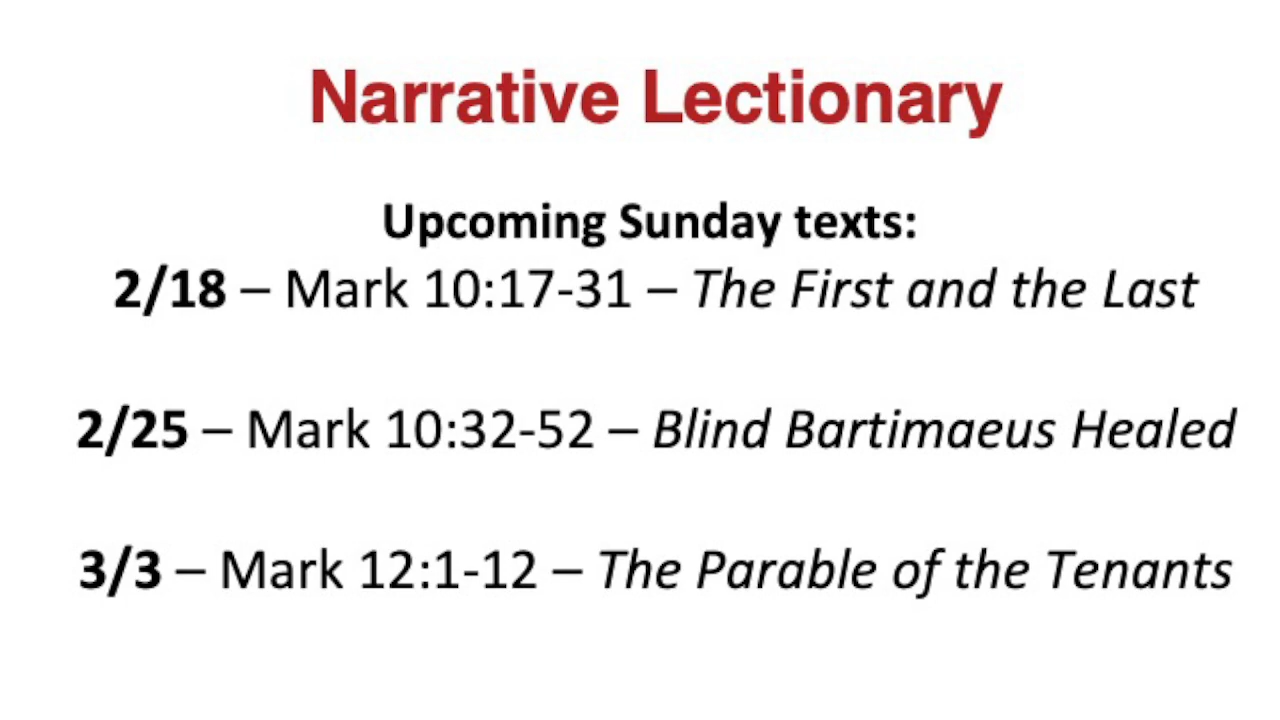 Narrative Lectionary
Upcoming Sunday texts:
2/18 – Mark 10:17-31 – The First and the Last
2/25 – Mark 10:32-52 – Blind Bartimaeus Healed
3/3 – Mark 12:1-12 – The Parable of the Tenants